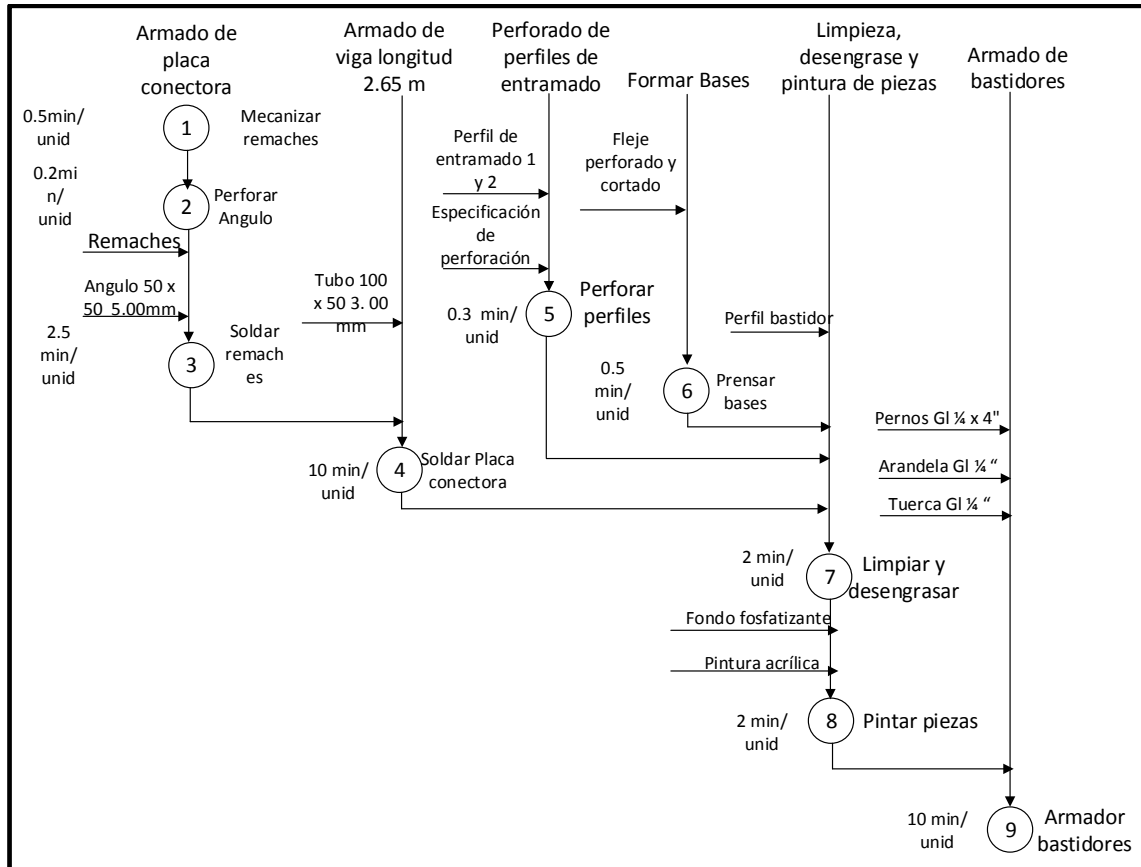 Armado de
placa
conectora
Armado de
viga longitud
2.65 m
Perforado de
perfiles de
entramado
Formar Bases
Limpieza,
desengrase y
pintura de piezas
Armado de
bastidores
0.5min/
unid
1
Mecanizar
remaches
0.2mi
n/
unid
2
Perforar
Angulo
Remaches
Angulo 50 x
50 5.00mm
2.5
min/
unid
3
Soldar
remach
es
Tubo 100
x 50 3. 00
mm
10 min/
unid
4
Soldar Placa
conectora
Perfil de
entramado 1
y 2
Especificación
de
perforación
0.3 min/
unid
5
Perforar
perfiles
Fleje
perforado y
cortado
0.5
min/
unid
6
Prensar
bases
Perfil bastidor
2 min/
unid
7
Limpiar y
desengrasar
Fondo fosfatizante
Pintura acrílica
2 min/
unid
8
Pintar piezas
Pernos Gl ¼ x 4"
Arandela Gl ¼ “
Tuerca Gl ¼ “
10 min/
unid
9
Armador
bastidores